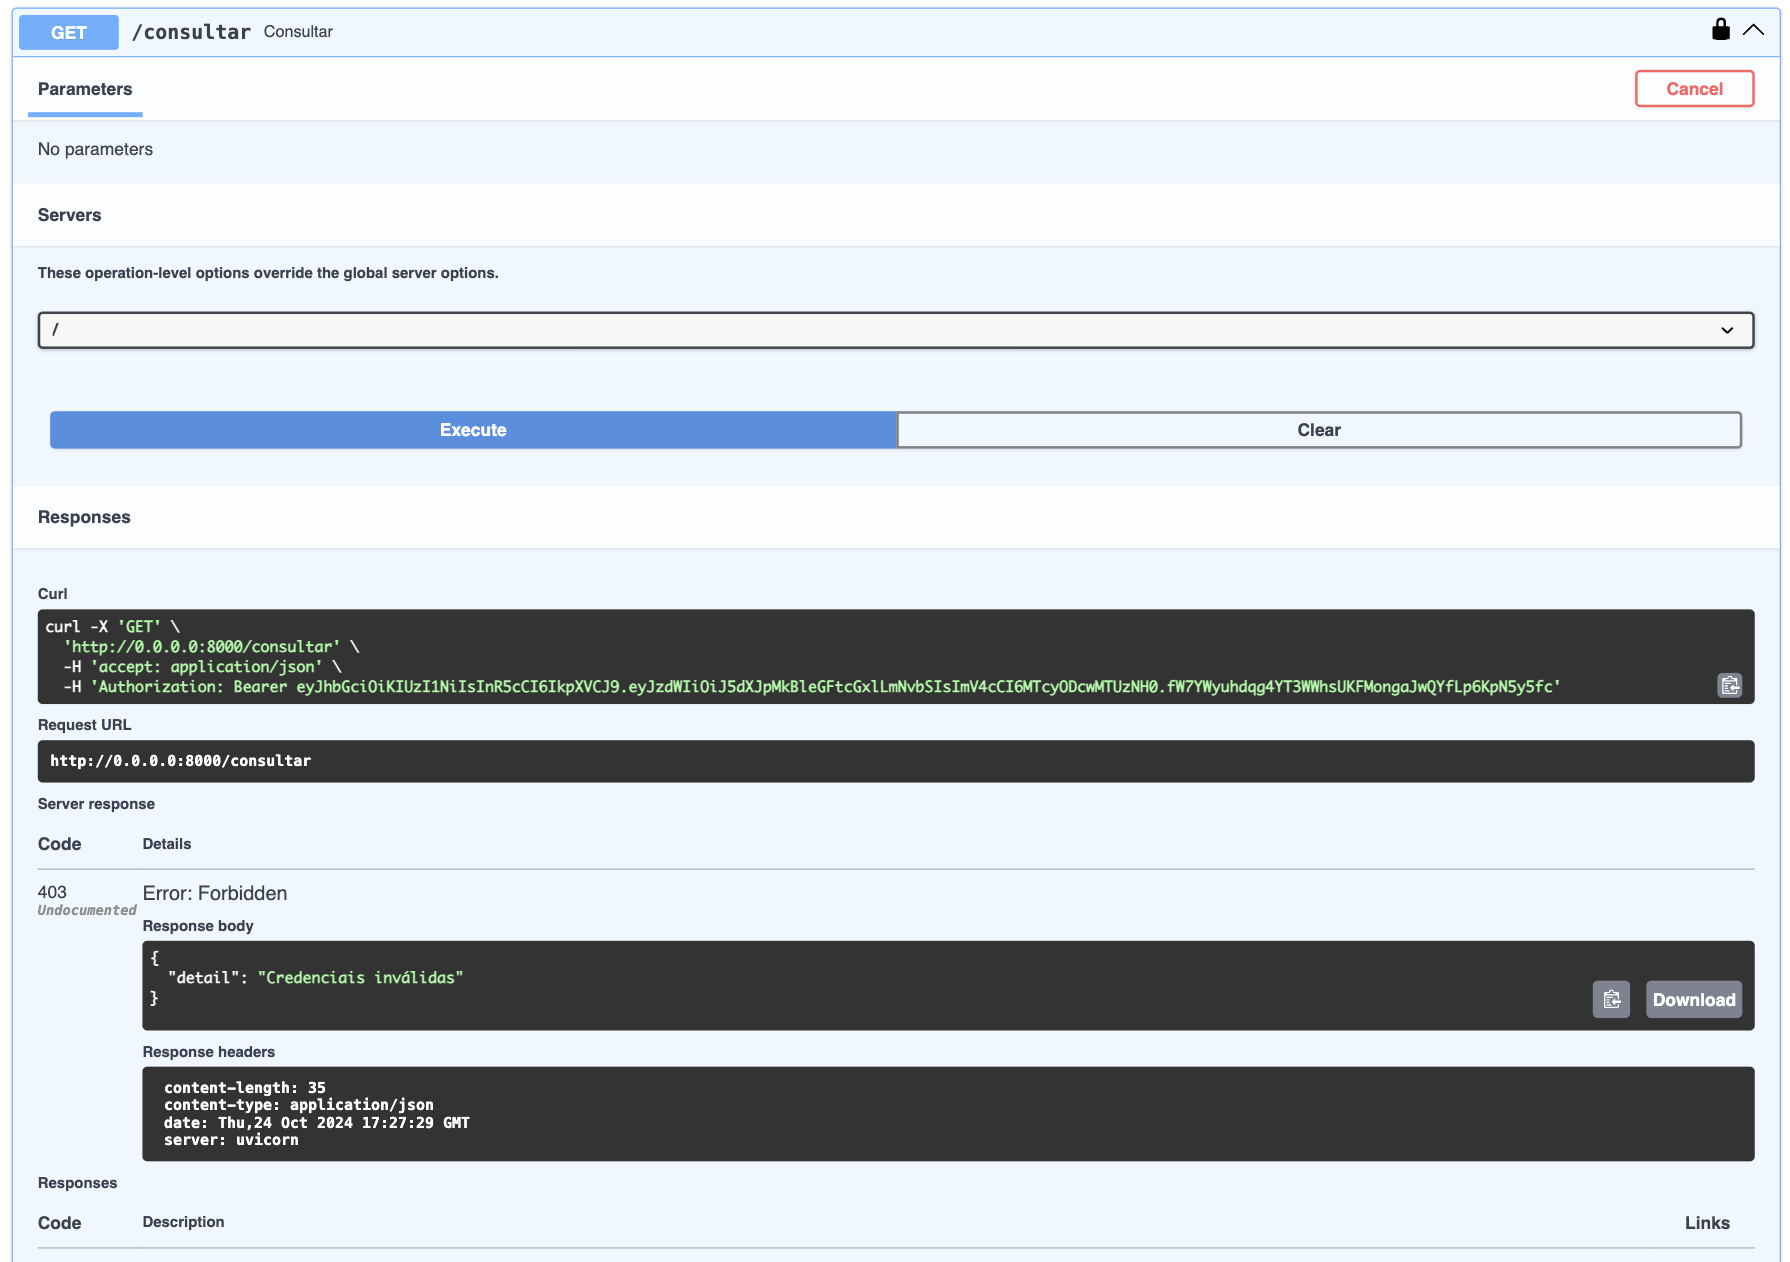 GET /consultar Consultar
Parameters
Cancel
No parameters
Servers
These operation-level options override the global server options.
/
Execute
Clear
Responses
Curl
curl -X 'GET' \
'http://0.0.0.0:8000/consultar' \
-H 'accept: application/json' \
-H 'Authorization: Bearer eyJhbGciOiKIUzI1NiIsInR5cCI6IkpXVCJ9.eyJzdWIiOiJ5dXJpMkBleGFtcGxlLmNvbSIsImV4cCI6MTcyODcwMTUzNH0.fW7YWyuhdqg4YT3WWhsUKFMongaJwQYfLp6KpN5y5fc'
Request URL
http://0.0.0.0:8000/consultar
Server response
Code Details
403 Error: Forbidden
Undocumented
Response body
{
"detail": "Credenciais inválidas"
}
Download
Response headers
content-length: 35
content-type: application/json
date: Thu,24 Oct 2024 17:27:29 GMT
server: uvicorn
Responses
Code Description Links